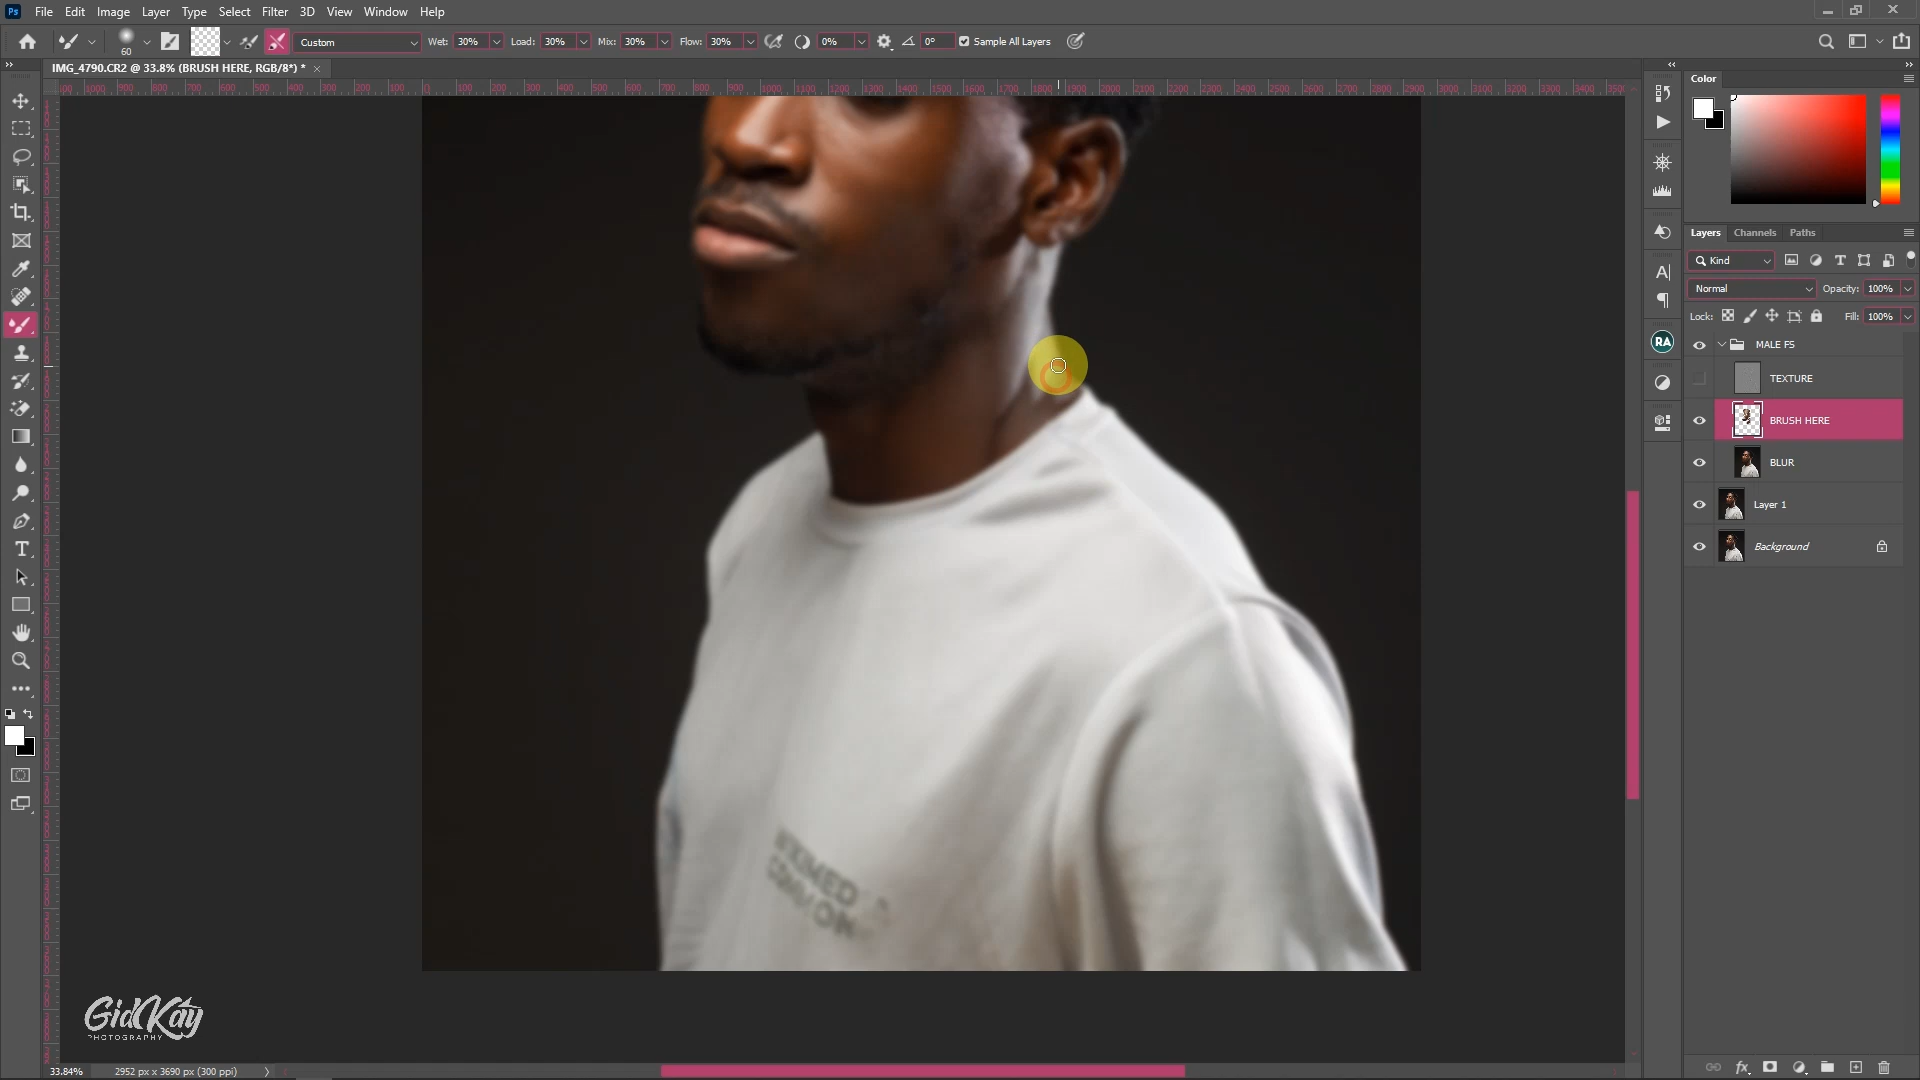 Ps File Edit Image Layer Type Select Filter 3D View Window Help
60 Custom Wet: 30% Load: 30% Mix: 30% Flow: 30% 0% 0° Sample All Layers
IMG_4790.CR2 @ 33.8% (BRUSH HERE, RGB/8*) * ×
Color
Layers Channels Paths
Kind
Normal Opacity: 100%
Lock: Fill: 100%
RA
MALE FS
TEXTURE
BRUSH HERE
BLUR
Layer 1
Background
GidKay
PHOTOGRAPHY
33.84% 2952 px x 3690 px (300 ppi)